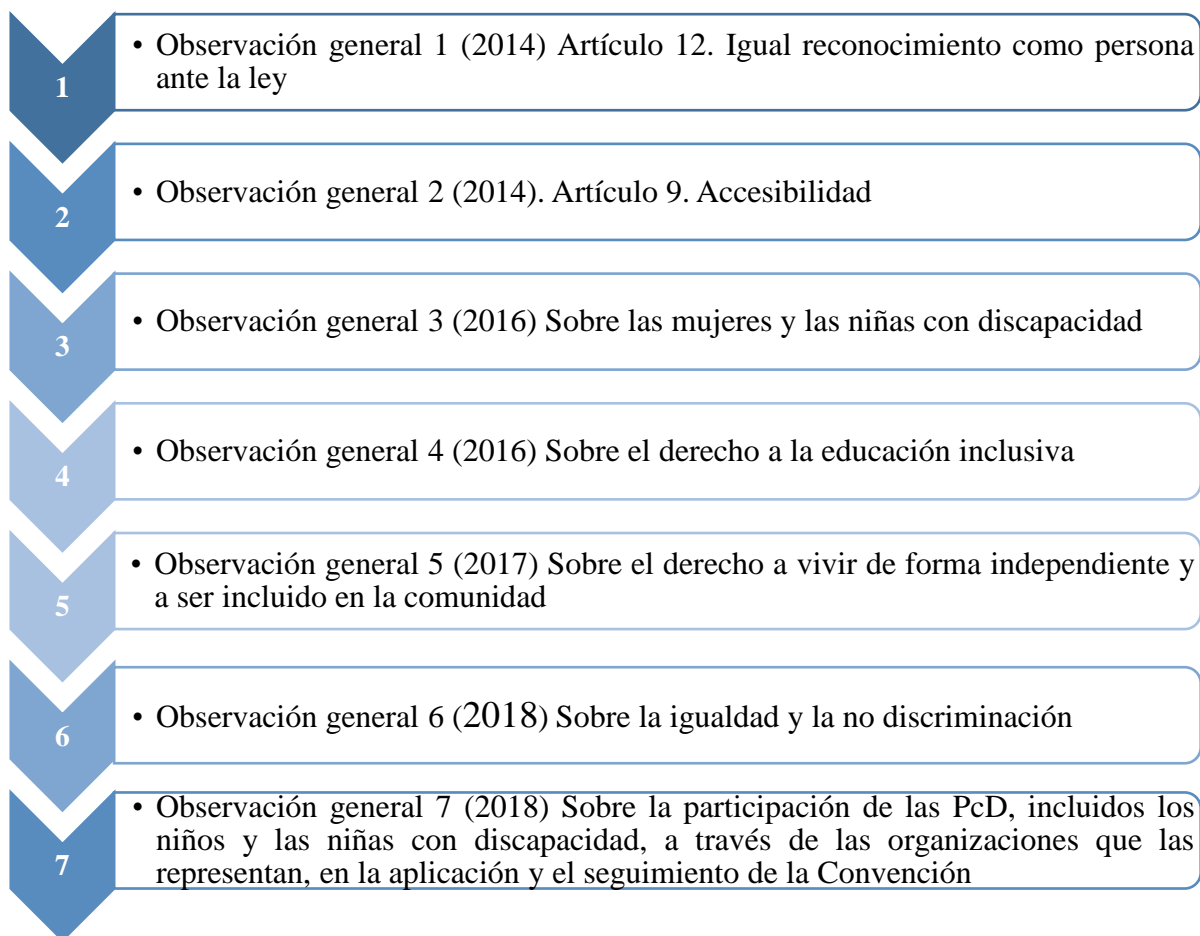 1
• Observación general 1 (2014) Artículo 12. Igual reconocimiento como persona
ante la ley
2
• Observación general 2 (2014). Artículo 9. Accesibilidad
3
• Observación general 3 (2016) Sobre las mujeres y las niñas con discapacidad
4
• Observación general 4 (2016) Sobre el derecho a la educación inclusiva
5
• Observación general 5 (2017) Sobre el derecho a vivir de forma independiente y
a ser incluido en la comunidad
6
• Observación general 6 (2018) Sobre la igualdad y la no discriminación
7
• Observación general 7 (2018) Sobre la participación de las PcD, incluidos los
niños y las niñas con discapacidad, a través de las organizaciones que las
representan, en la aplicación y el seguimiento de la Convención